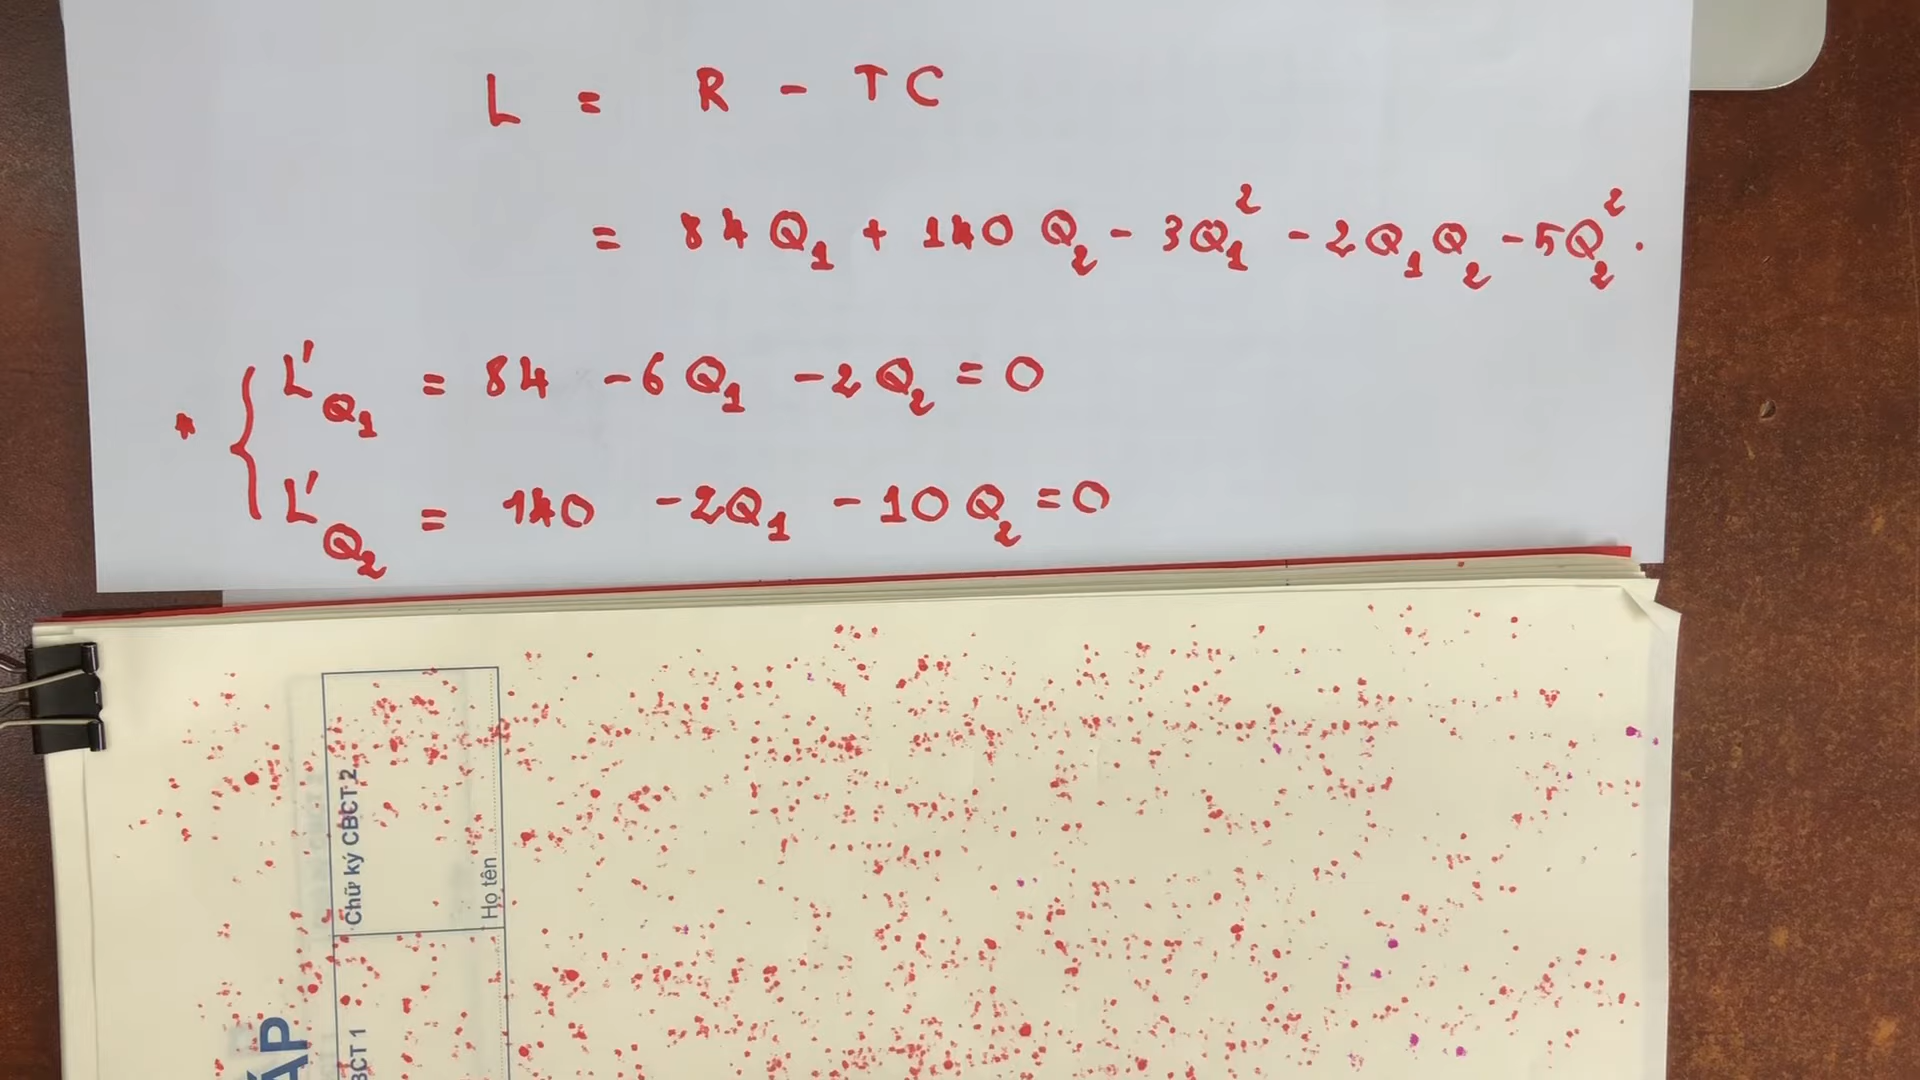 L = R - TC
= 84Q₁ + 140Q₂ - 3Q₁² - 2Q₁Q₂ - 5Q₂².
* { L'Q₁ = 84 - 6Q₁ - 2Q₂ = 0
L'Q₂ = 140 - 2Q₁ - 10Q₂ = 0
Chữ ký CBCT 2
Họ tên
BCT 1
ÁP